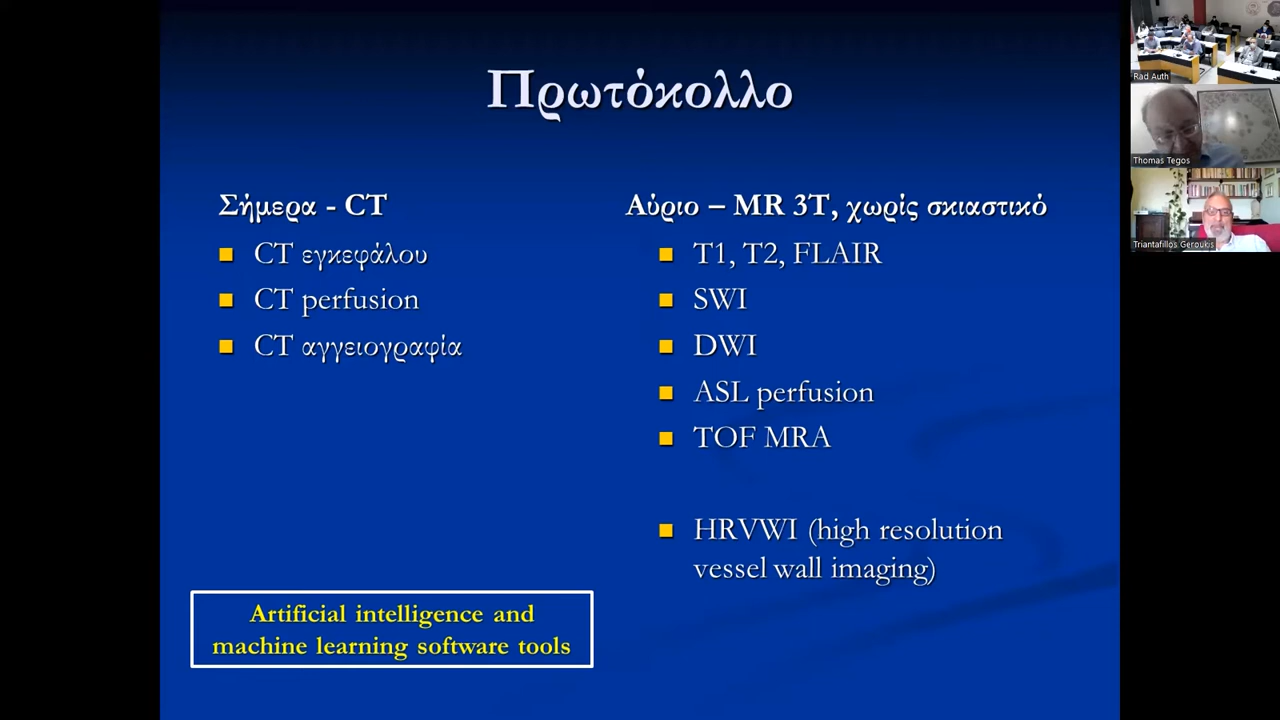 Πρωτόκολλο
Σήμερα - CT
CT εγκεφάλου
CT perfusion
CT αγγειογραφία
Αύριο – MR 3T, χωρίς σκιαστικό
T1, T2, FLAIR
SWI
DWI
ASL perfusion
TOF MRA
HRVWI (high resolution
vessel wall imaging)
Artificial intelligence and
machine learning software tools
Rad Auth
Thomas Tegos
Triantafillos Geroukis